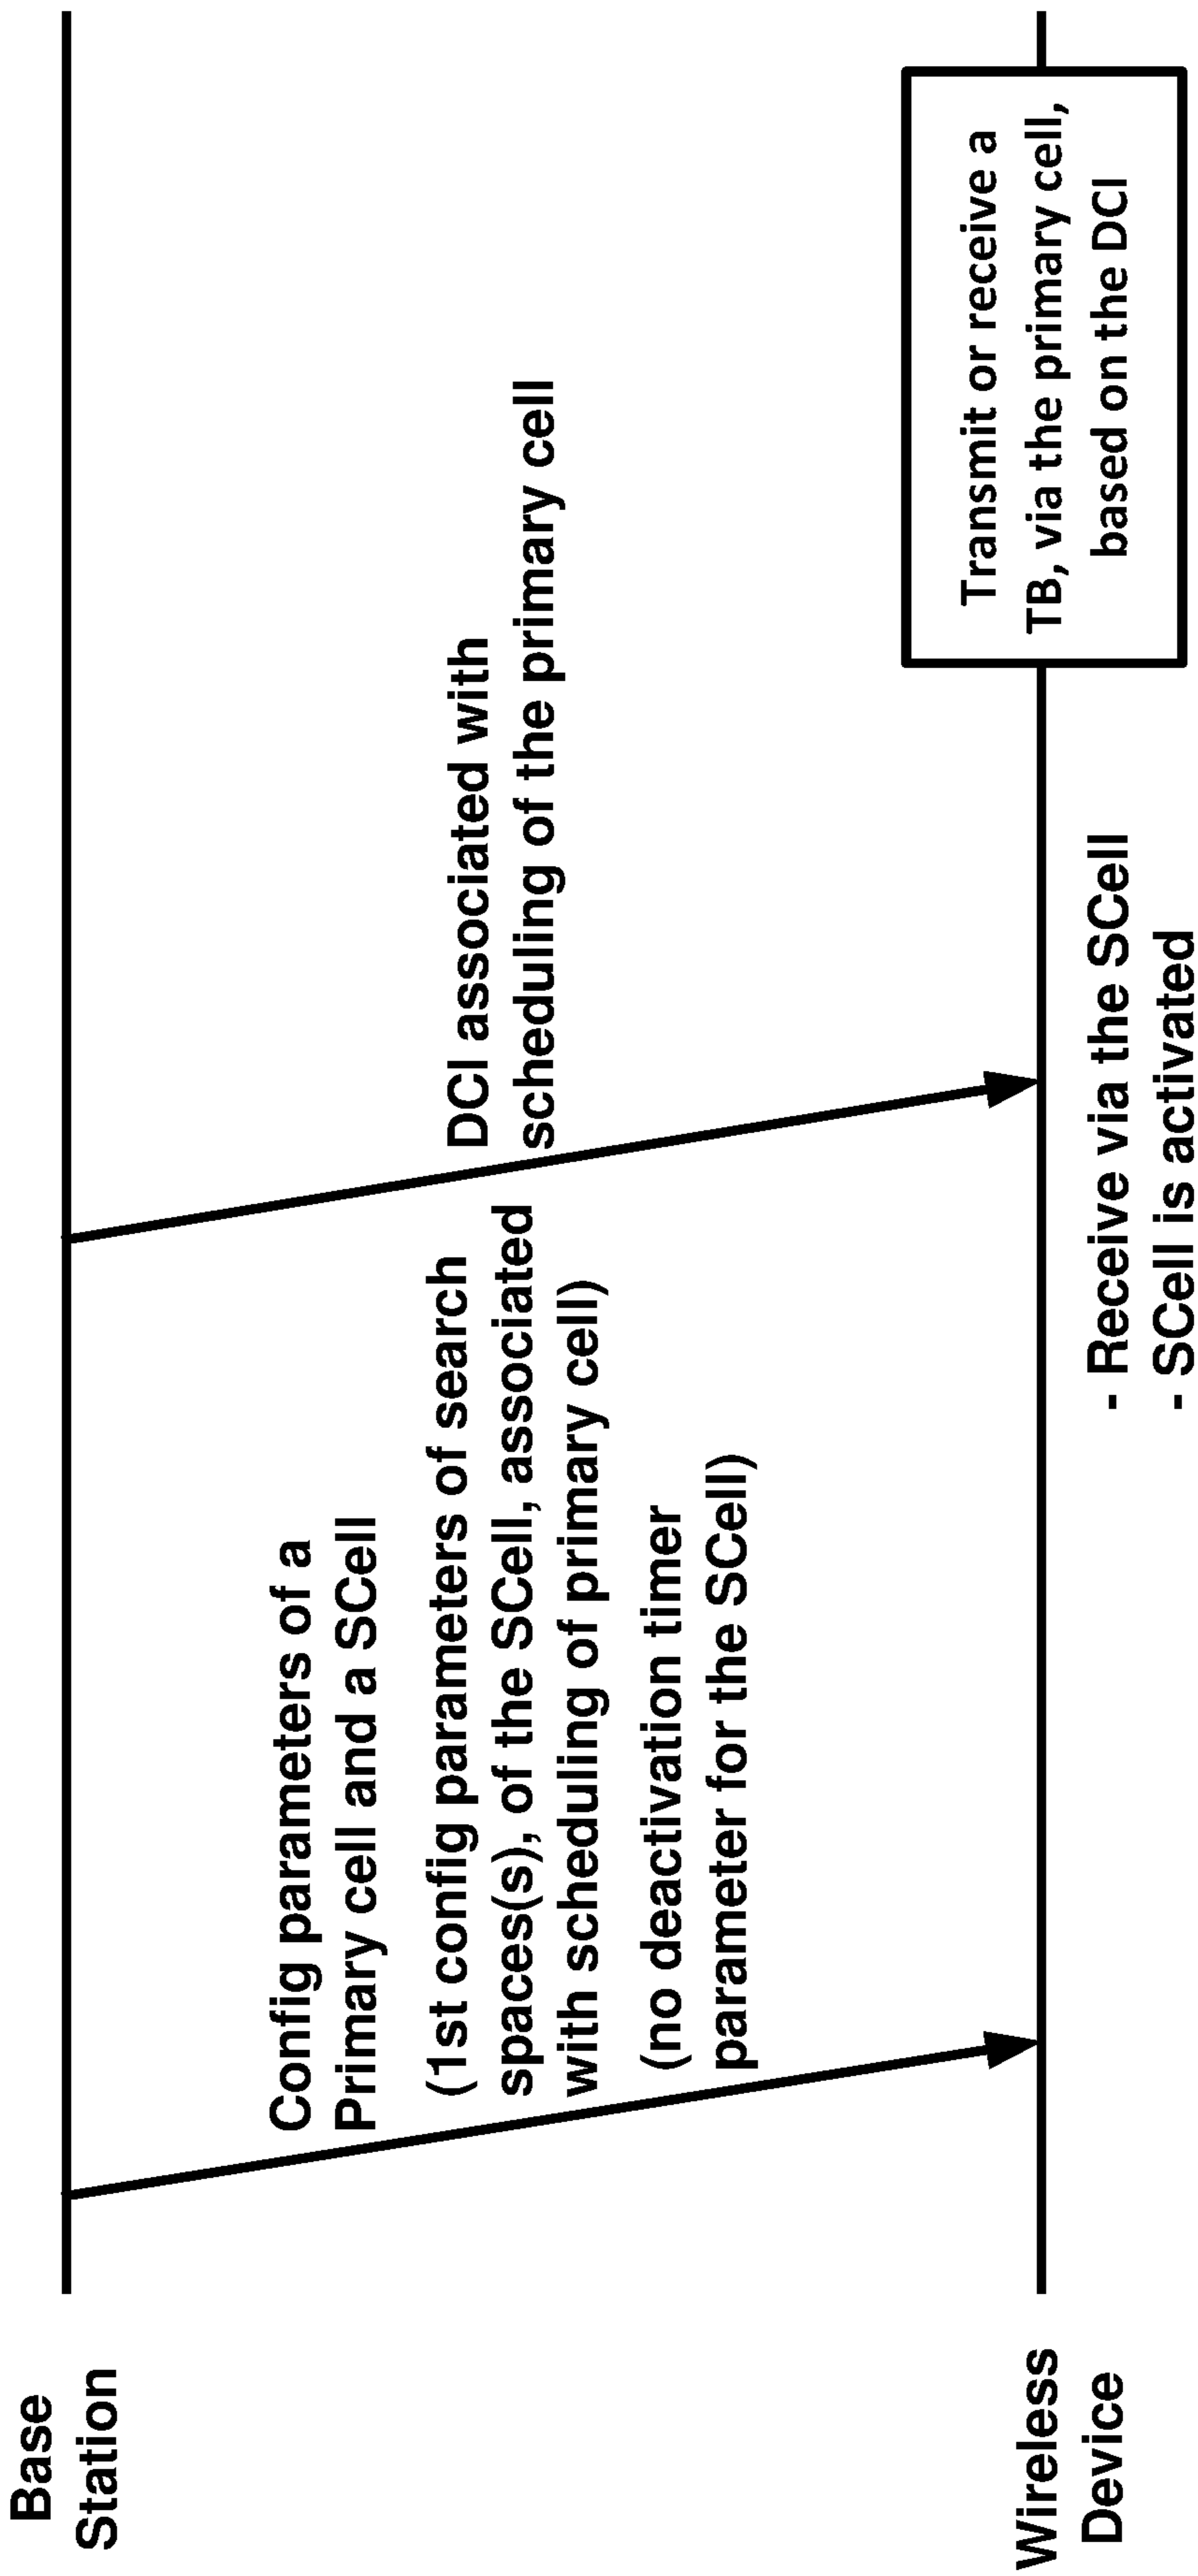 Base
Station
Config parameters of a
Primary cell and a SCell
(1st config parameters of search
spaces(s), of the SCell, associated
with scheduling of primary cell)
(no deactivation timer
parameter for the SCell)
DCI associated with
scheduling of the primary cell
Wireless
Device
- Receive via the SCell
- SCell is activated
Transmit or receive a
TB, via the primary cell,
based on the DCI